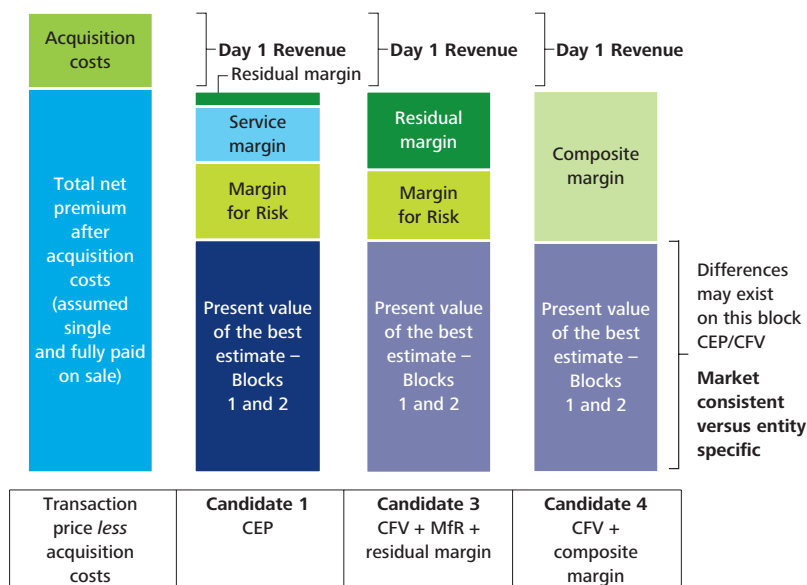 Acquisition
costs
Day 1 Revenue
Residual margin
Day 1 Revenue
Day 1 Revenue
Total net
premium
after
acquisition
costs
(assumed
single
and fully paid
on sale)
Service
margin
Margin
for Risk
Present value
of the best
estimate –
Blocks
1 and 2
Residual
margin
Margin
for Risk
Present value
of the best
estimate –
Blocks
1 and 2
Composite
margin
Present value
of the best
estimate –
Blocks
1 and 2
Differences
may exist
on this block
CEP/CFV
Market
consistent
versus entity
specific
Transaction
price less
acquisition
costs
Candidate 1
CEP
Candidate 3
CFV + MfR +
residual margin
Candidate 4
CFV +
composite
margin